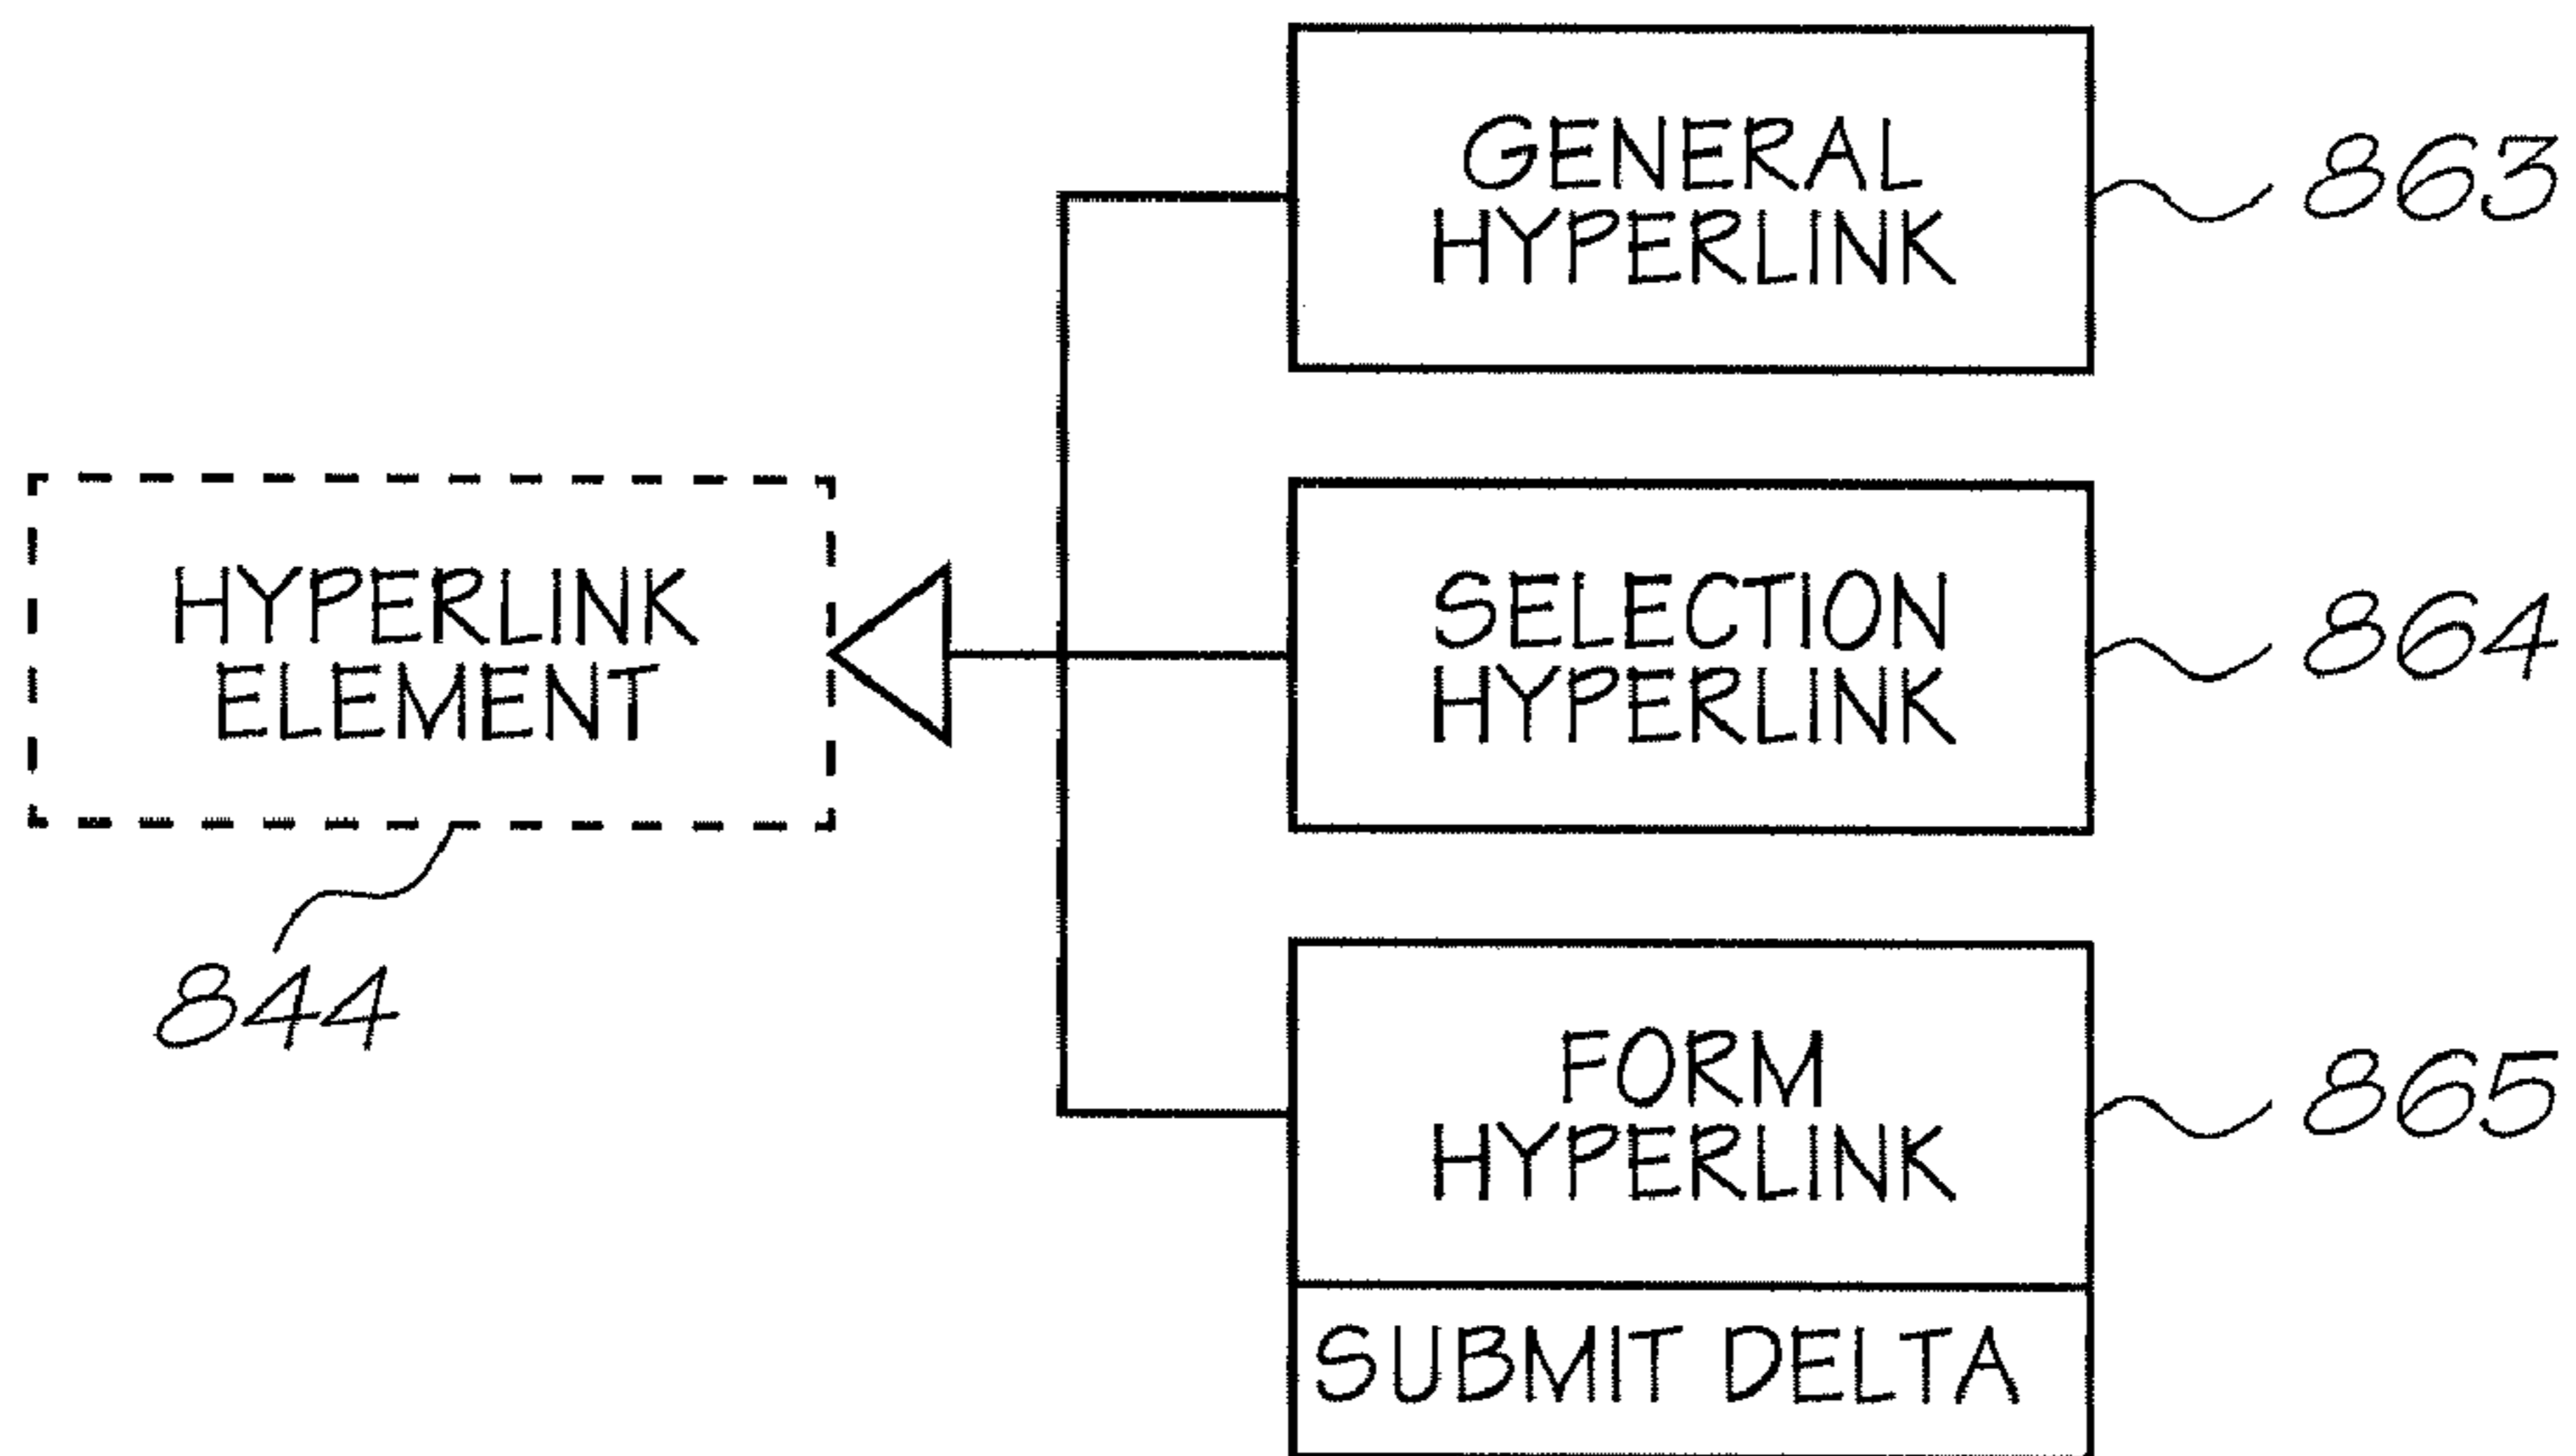 GENERAL
HYPERLINK
863
HYPERLINK
ELEMENT
844
SELECTION
HYPERLINK
864
FORM
HYPERLINK
865
SUBMIT DELTA